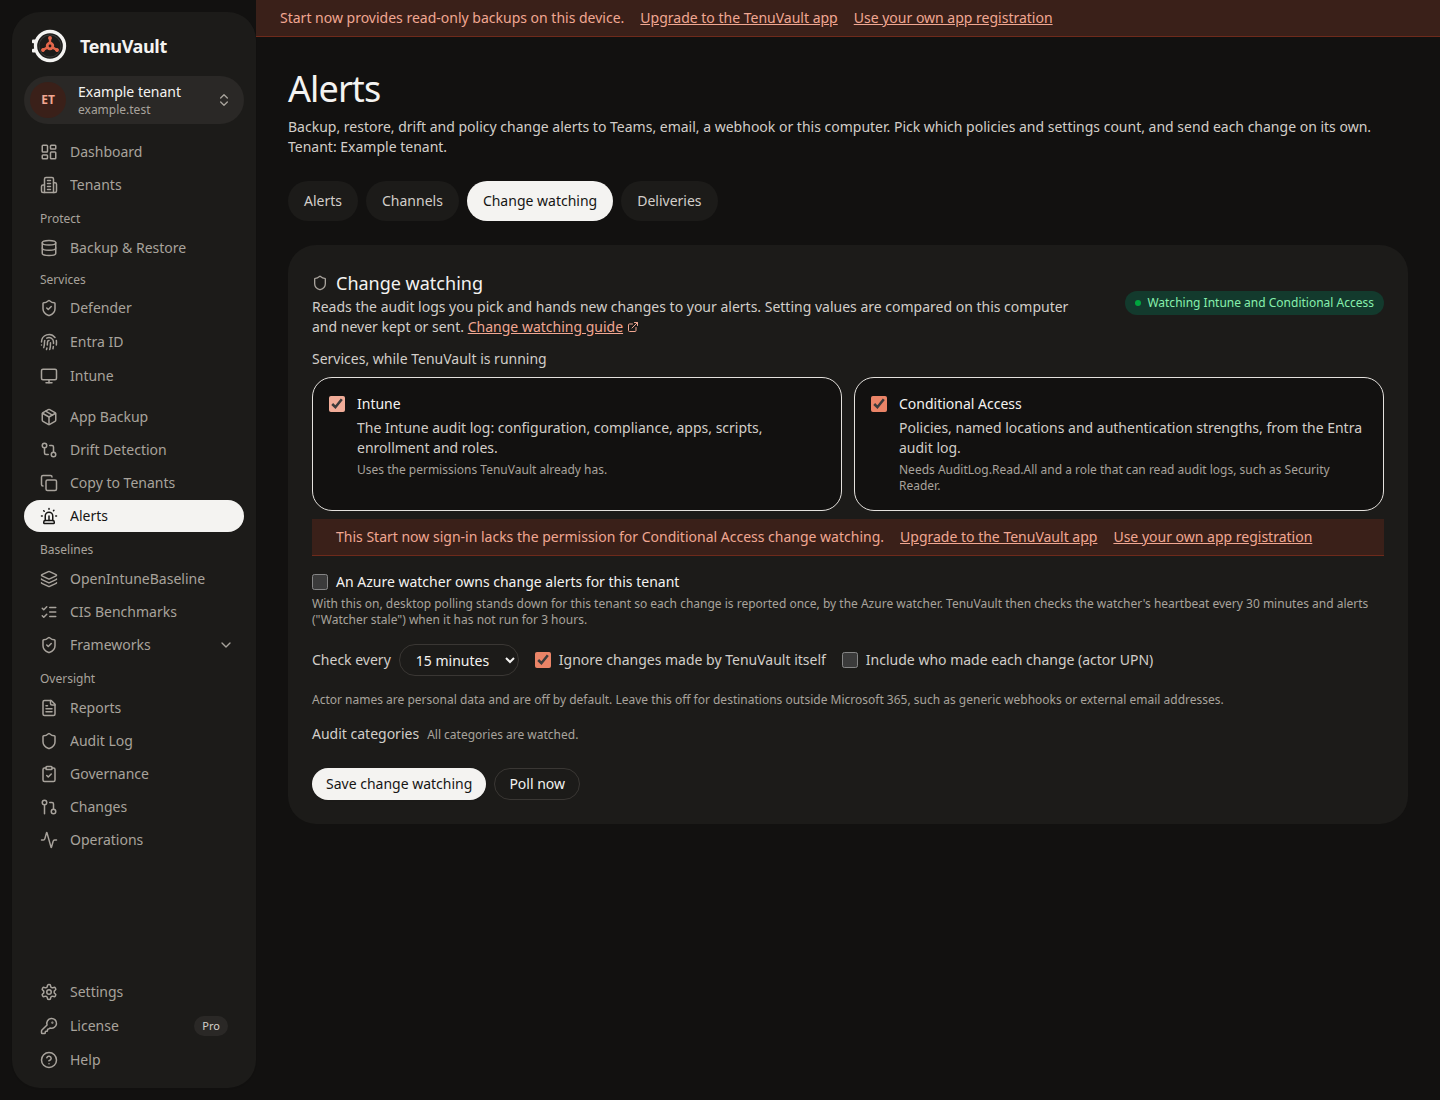 Start now provides read-only backups on this device. Upgrade to the TenuVault app Use your own app registration
TenuVault
ET
Example tenant
example.test
Dashboard
Tenants
Protect
Backup & Restore
Services
Defender
Entra ID
Intune
App Backup
Drift Detection
Copy to Tenants
Alerts
Baselines
OpenIntuneBaseline
CIS Benchmarks
Frameworks
Oversight
Reports
Audit Log
Governance
Changes
Operations
Settings
License Pro
Help
Alerts
Backup, restore, drift and policy change alerts to Teams, email, a webhook or this computer. Pick which policies and settings count, and send each change on its own.
Tenant: Example tenant.
Alerts Channels Change watching Deliveries
Change watching
Reads the audit logs you pick and hands new changes to your alerts. Setting values are compared on this computer
and never kept or sent. Change watching guide
Watching Intune and Conditional Access
Services, while TenuVault is running
Intune
The Intune audit log: configuration, compliance, apps, scripts,
enrollment and roles.
Uses the permissions TenuVault already has.
Conditional Access
Policies, named locations and authentication strengths, from the Entra
audit log.
Needs AuditLog.Read.All and a role that can read audit logs, such as Security
Reader.
This Start now sign-in lacks the permission for Conditional Access change watching. Upgrade to the TenuVault app Use your own app registration
An Azure watcher owns change alerts for this tenant
With this on, desktop polling stands down for this tenant so each change is reported once, by the Azure watcher. TenuVault then checks the watcher's heartbeat every 30 minutes and alerts
("Watcher stale") when it has not run for 3 hours.
Check every 15 minutes Ignore changes made by TenuVault itself Include who made each change (actor UPN)
Actor names are personal data and are off by default. Leave this off for destinations outside Microsoft 365, such as generic webhooks or external email addresses.
Audit categories All categories are watched.
Save change watching Poll now